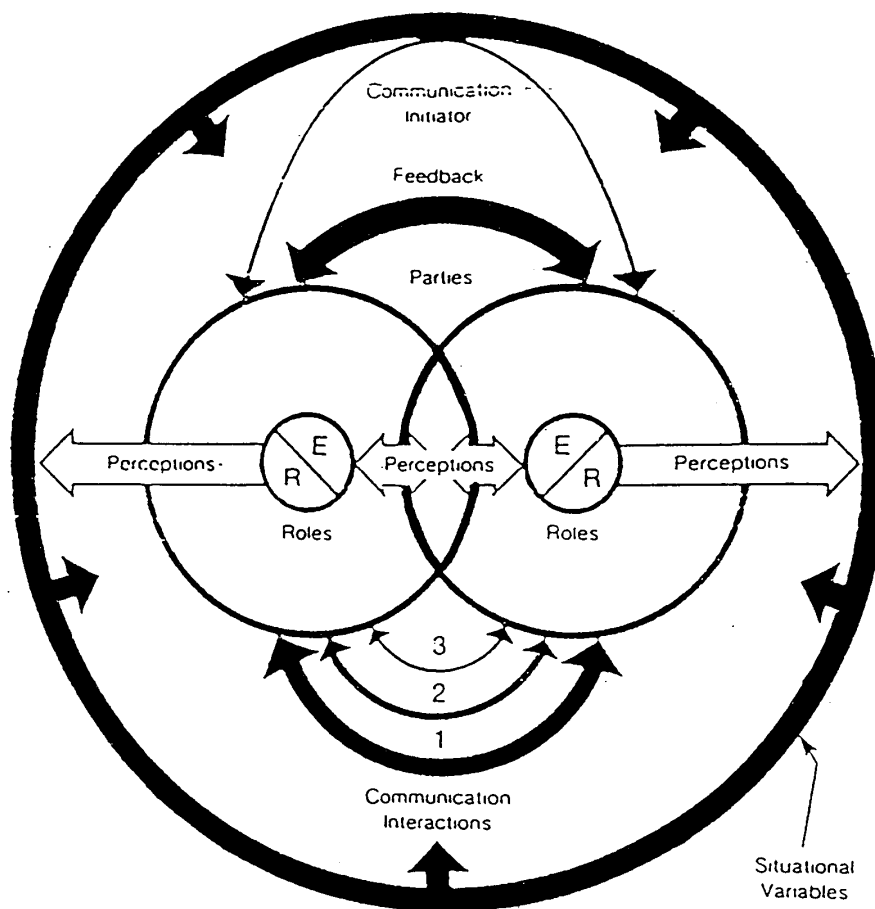 Communication
Initiator
Feedback
Parties
Perceptions
E
R
Perceptions
E
R
Perceptions
Roles
Roles
3
2
1
Communication
Interactions
Situational
Variables